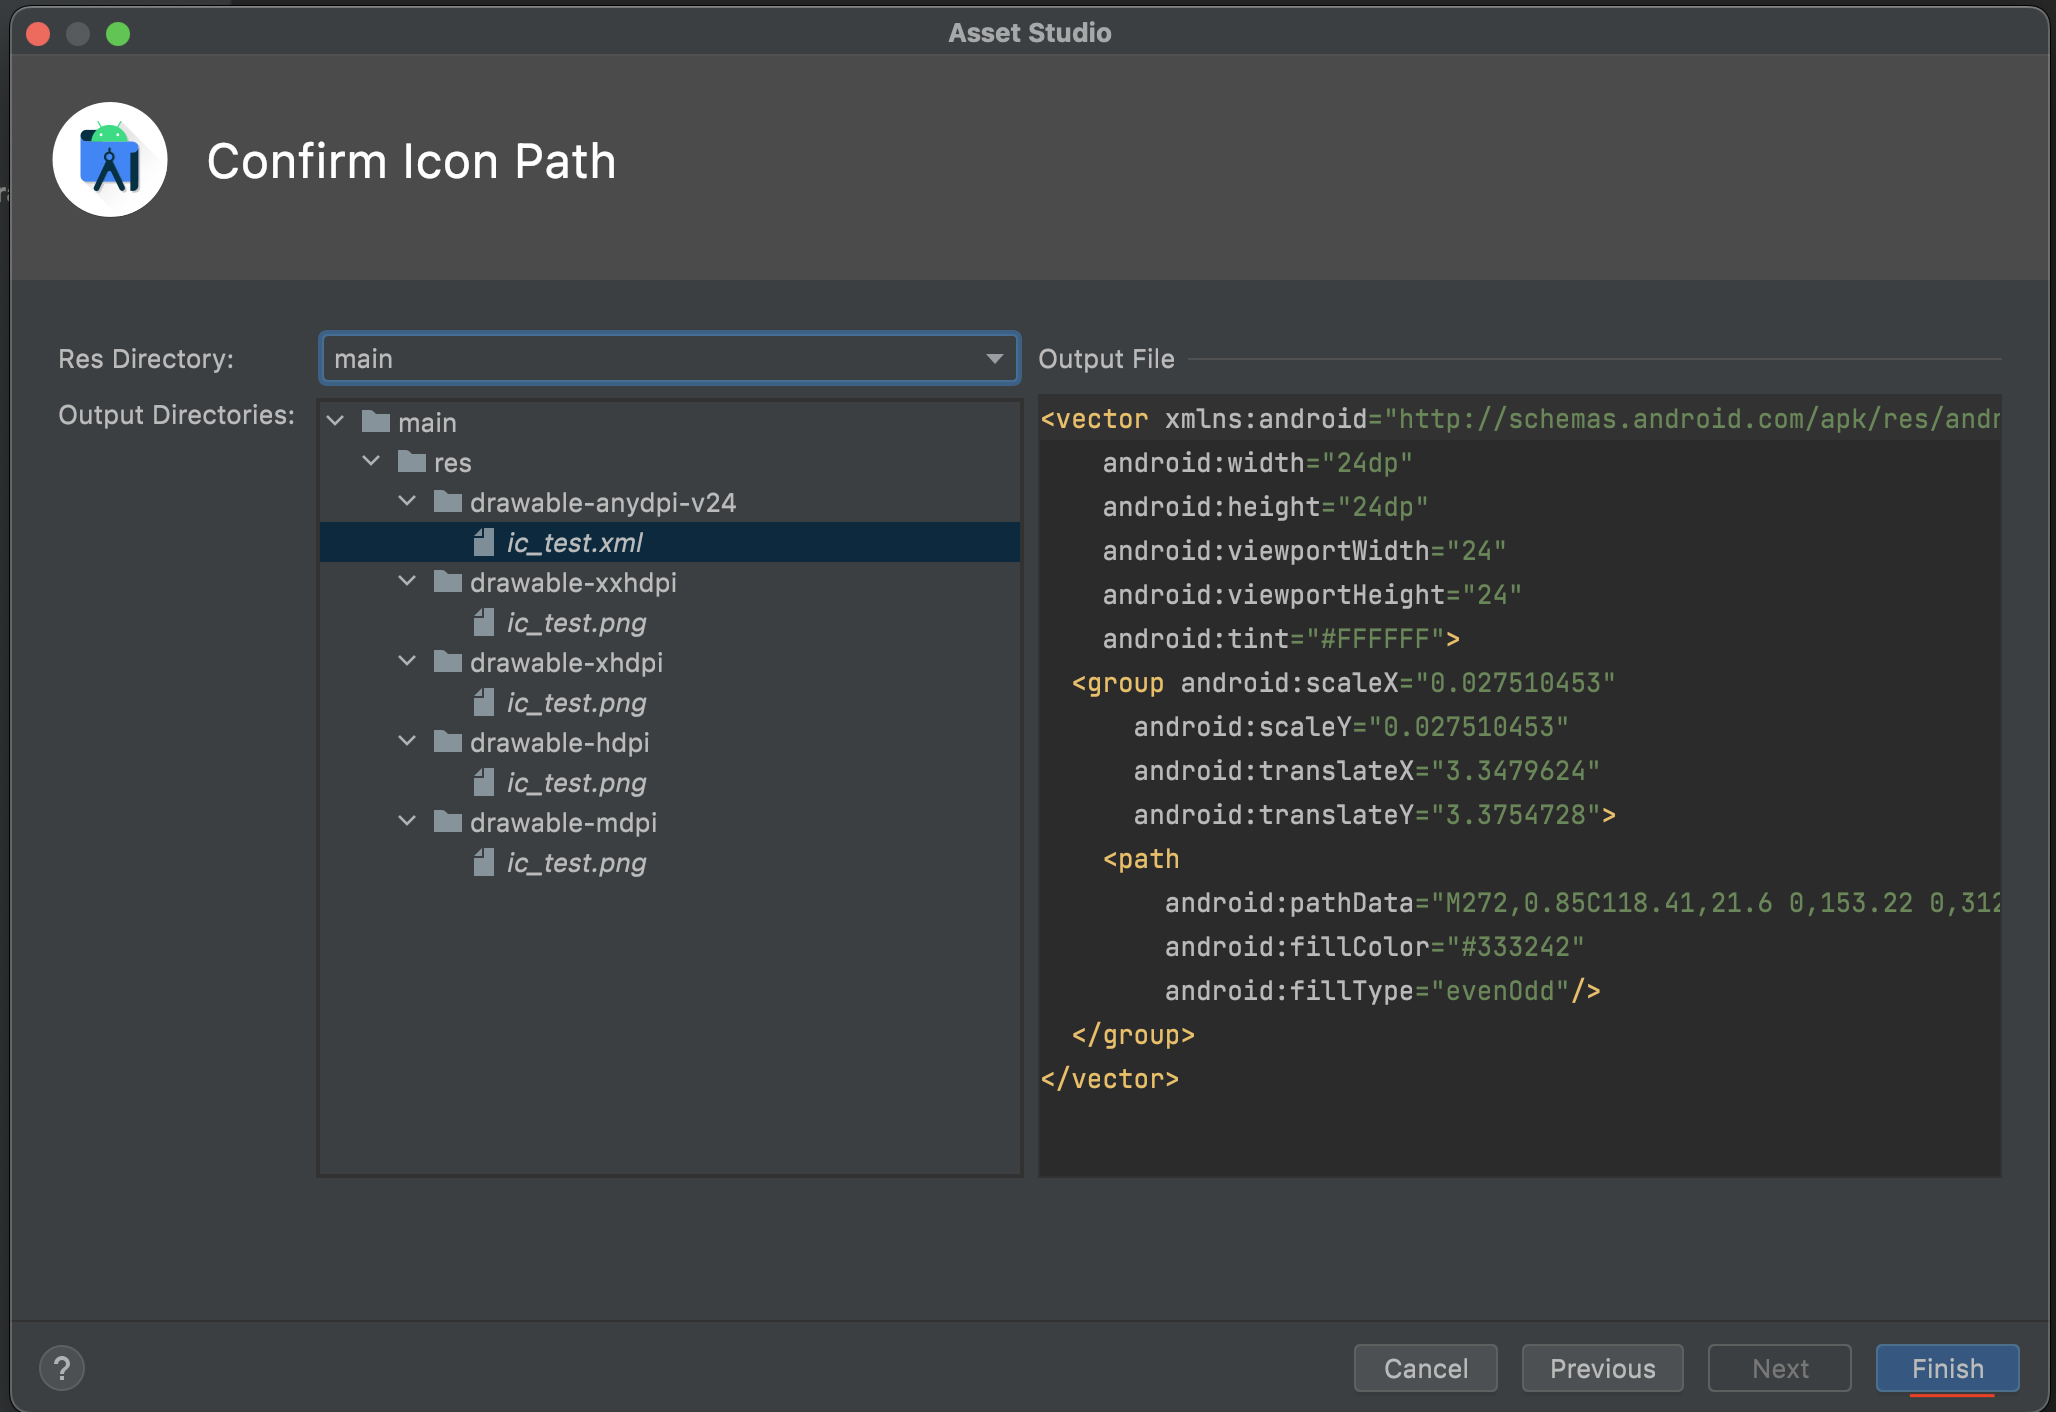 Asset Studio
Confirm Icon Path
Res Directory:
main
Output Directories:
main
res
drawable-anydpi-v24
ic_test.xml
drawable-xxhdpi
ic_test.png
drawable-xhdpi
ic_test.png
drawable-hdpi
ic_test.png
drawable-mdpi
ic_test.png
Output File
<vector xmlns:android="http://schemas.android.com/apk/res/andr
android:width="24dp"
android:height="24dp"
android:viewportWidth="24"
android:viewportHeight="24"
android:tint="#FFFFFF">
<group android:scaleX="0.027510453"
android:scaleY="0.027510453"
android:translateX="3.3479624"
android:translateY="3.3754728">
<path
android:pathData="M272,0.85C118.41,21.6 0,153.22 0,312
android:fillColor="#333242"
android:fillType="evenOdd"/>
</group>
</vector>
?
Cancel
Previous
Next
Finish